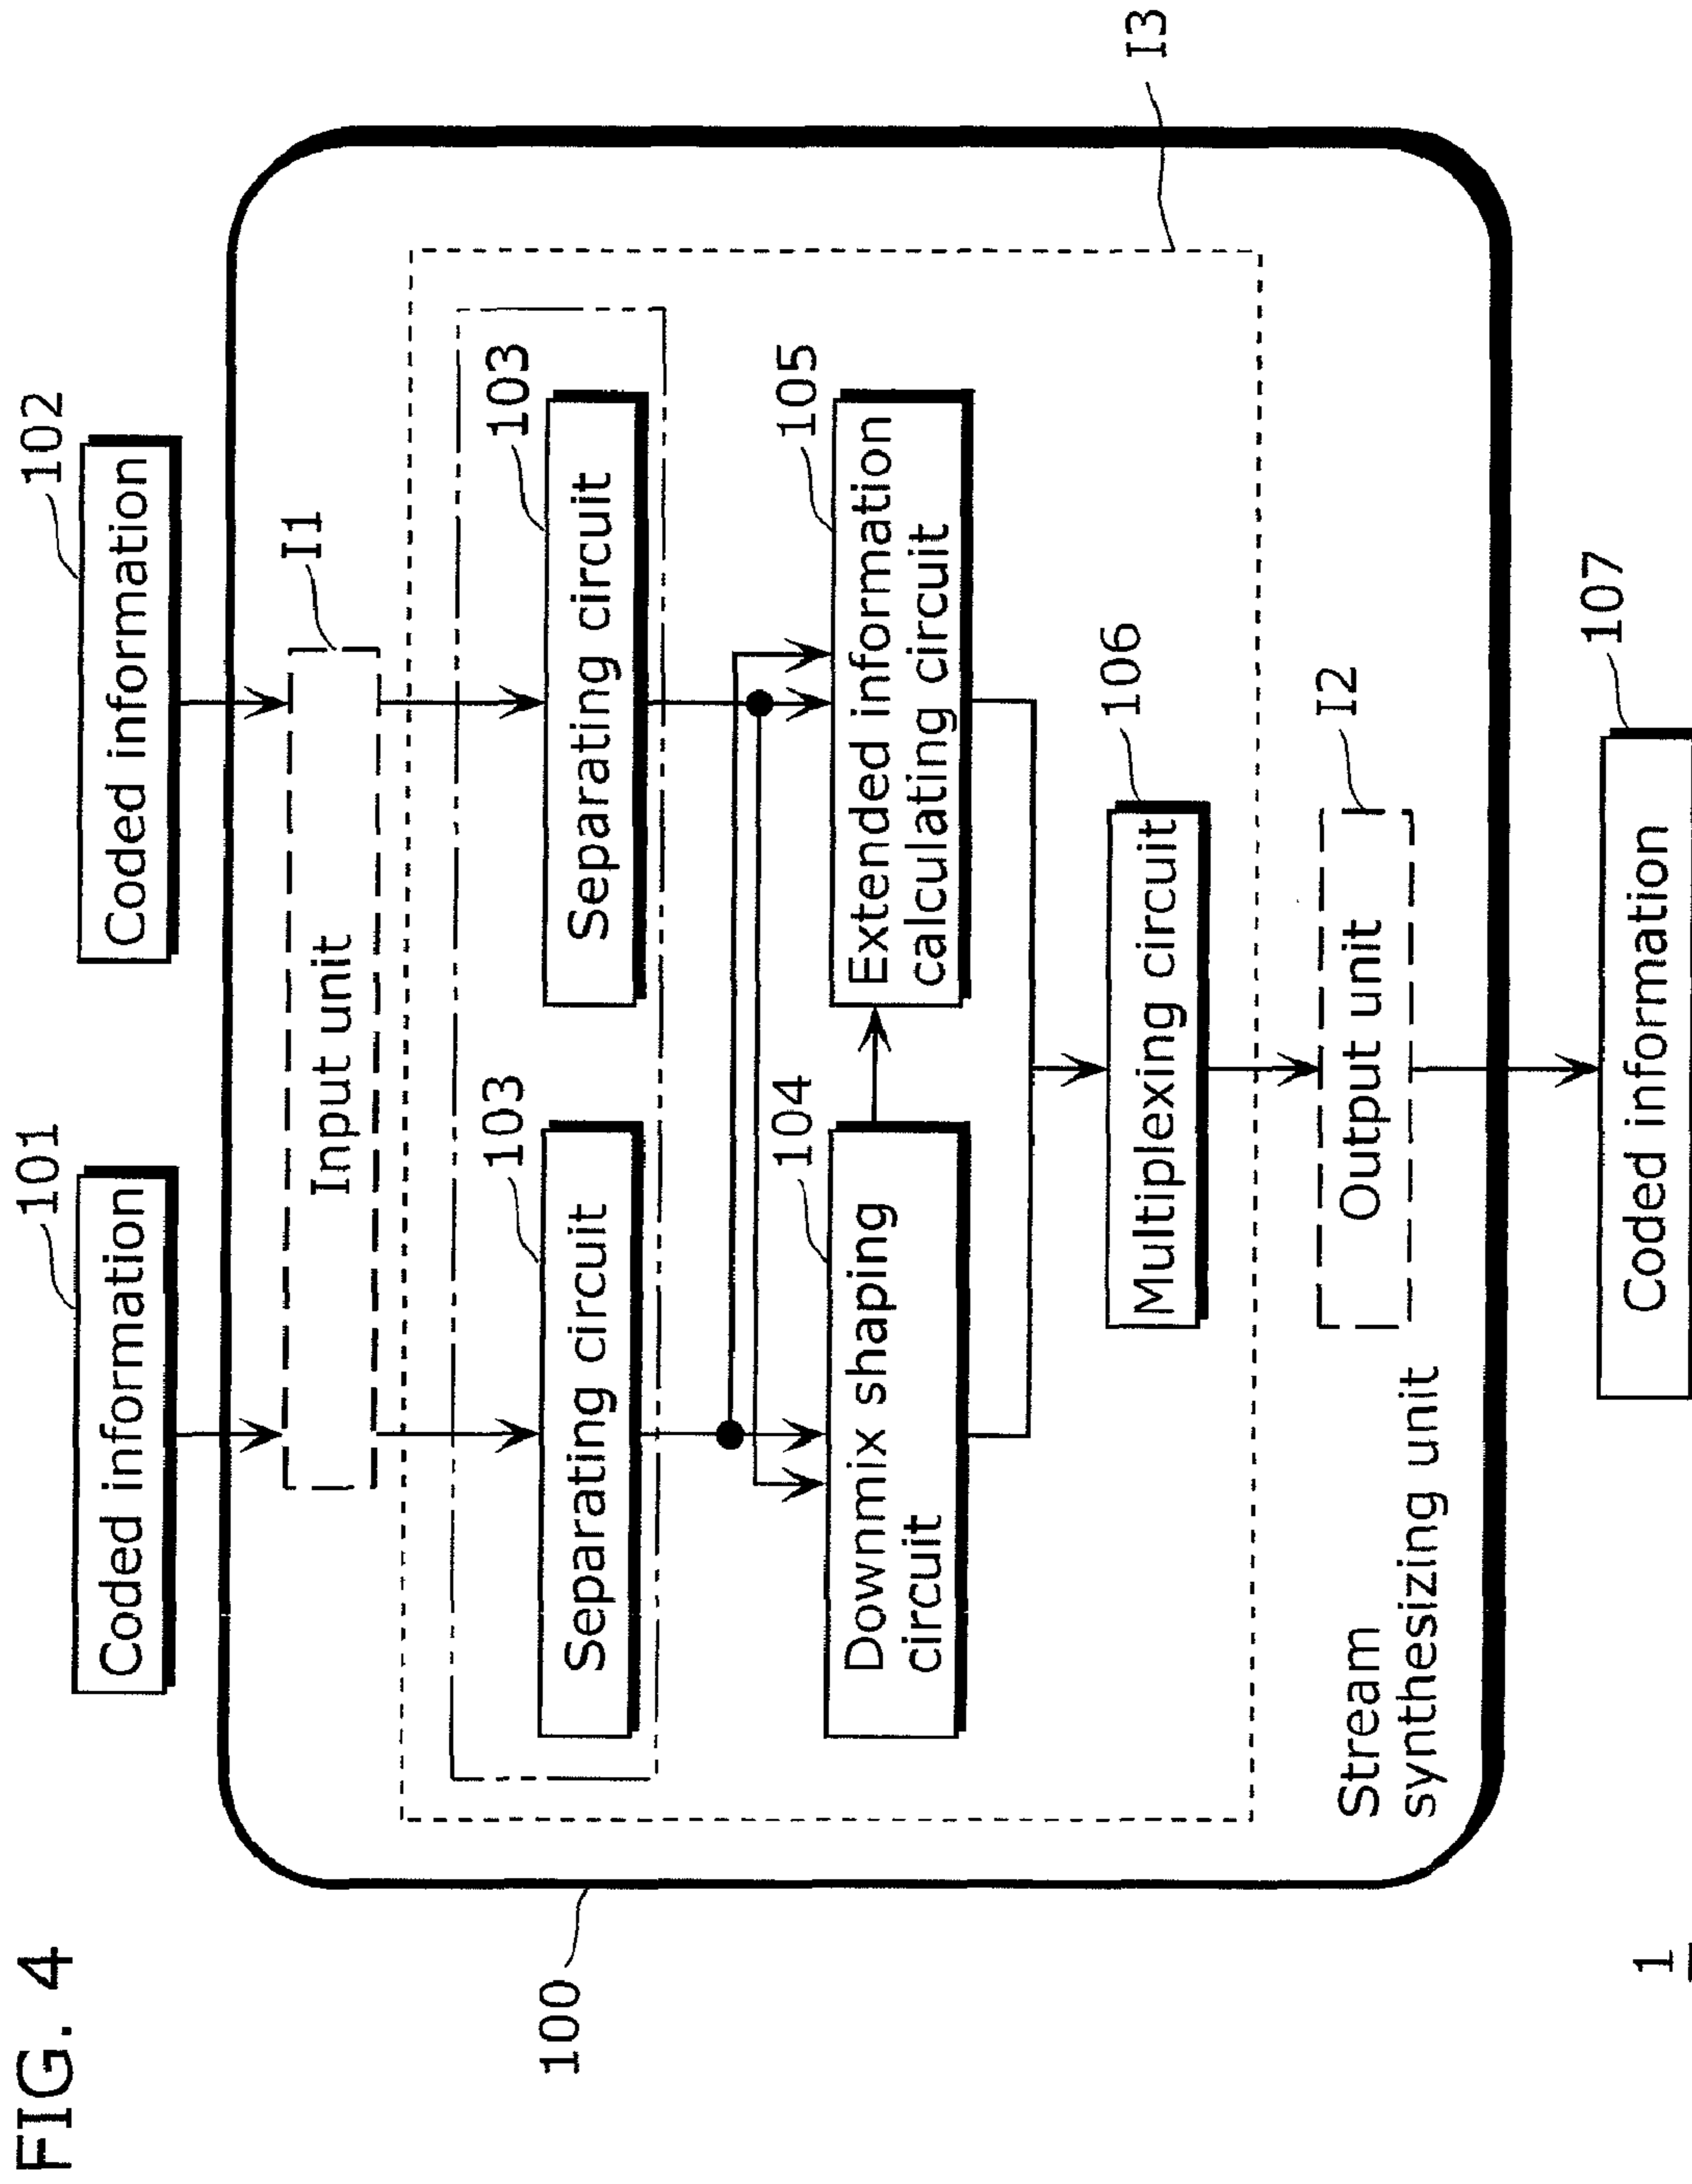 FIG. 4
101
Coded information
102
Coded information
I1
Input unit
I3
103
Separating circuit
103
Separating circuit
104
Downmix shaping
circuit
105
Extended information
calculating circuit
106
Multiplexing circuit
I2
Output unit
Stream
synthesizing unit
100
107
Coded information
1